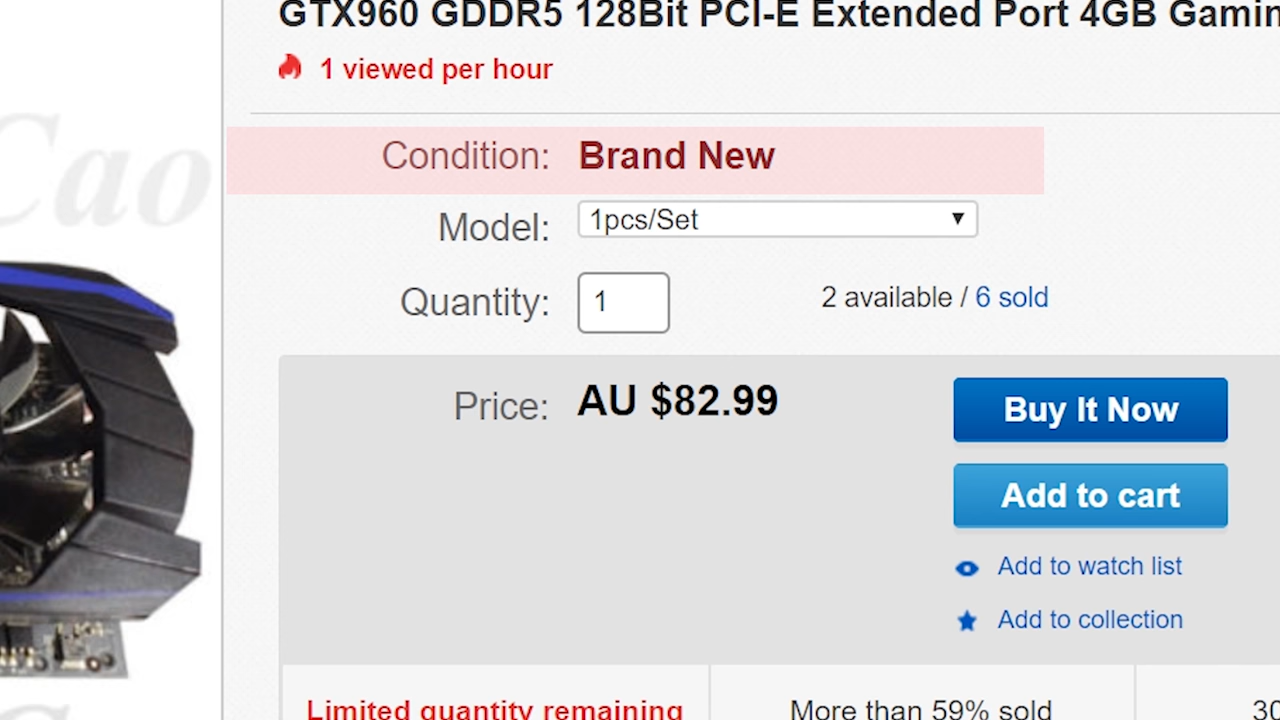 GTX960 GDDR5 128Bit PCI-E Extended Port 4GB Gamin
1 viewed per hour
Cao
Condition: Brand New
Model: 1pcs/Set
Quantity: 1 2 available / 6 sold
Price: AU $82.99 Buy It Now
Add to cart
Add to watch list
Add to collection
Limited quantity remaining More than 59% sold 30